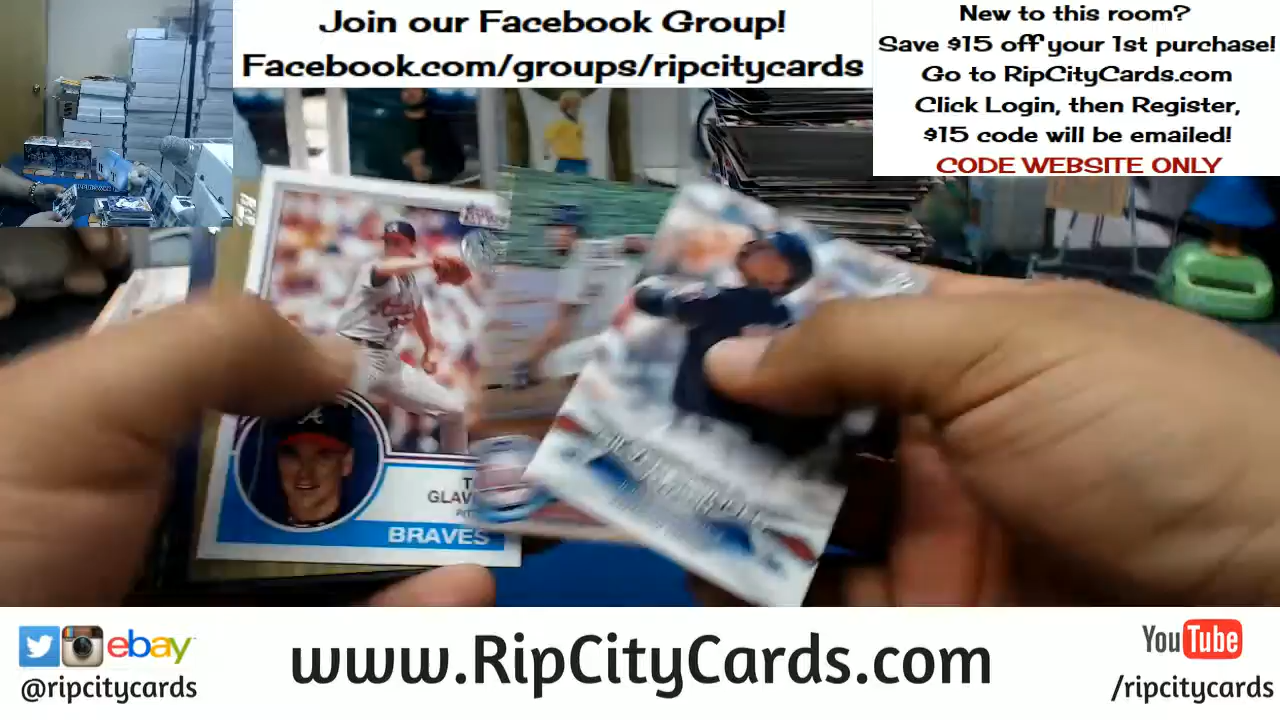 Join our Facebook Group!
Facebook.com/groups/ripcitycards
New to this room?
Save $15 off your 1st purchase!
Go to RipCityCards.com
Click Login, then Register,
$15 code will be emailed!
CODE WEBSITE ONLY
GLAV
BRAVES
A
ebay
@ripcitycards
www.RipCityCards.com
YouTube
/ripcitycards